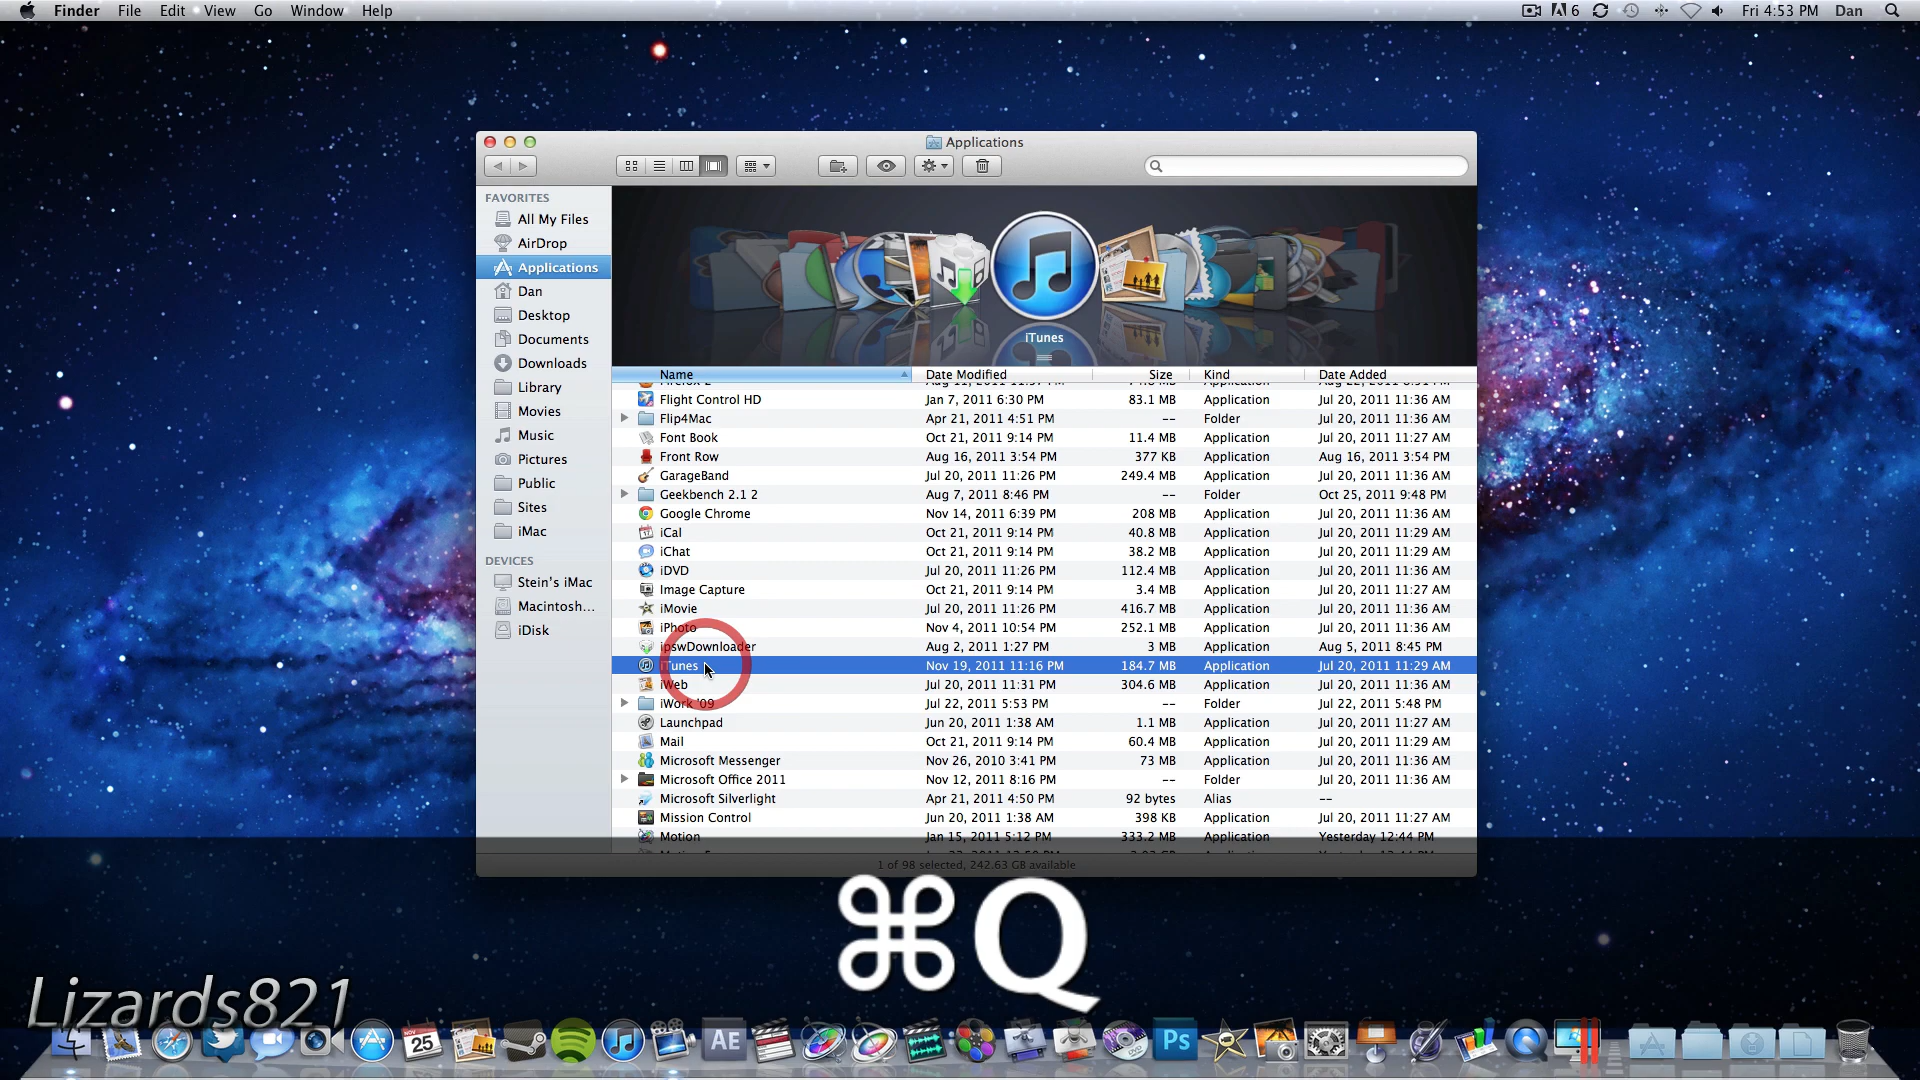 Finder File Edit View Go Window Help
6 Fri 4:53 PM Dan
Applications
FAVORITES
All My Files
AirDrop
Applications
Dan
Desktop
Documents
Downloads
Library
Movies
Music
Pictures
Public
Sites
iMac
DEVICES
Stein's iMac
Macintosh...
iDisk
iTunes
Name Date Modified Size Kind Date Added
Flight Control HD Jan 7, 2011 6:30 PM 83.1 MB Application Jul 20, 2011 11:36 AM
Flip4Mac Apr 21, 2011 4:51 PM -- Folder Jul 20, 2011 11:36 AM
Font Book Oct 21, 2011 9:14 PM 11.4 MB Application Jul 20, 2011 11:27 AM
Front Row Aug 16, 2011 3:54 PM 377 KB Application Aug 16, 2011 3:54 PM
GarageBand Jul 20, 2011 11:26 PM 249.4 MB Application Jul 20, 2011 11:36 AM
Geekbench 2.1 2 Aug 7, 2011 8:46 PM -- Folder Oct 25, 2011 9:48 PM
Google Chrome Nov 14, 2011 6:39 PM 208 MB Application Jul 20, 2011 11:36 AM
iCal Oct 21, 2011 9:14 PM 40.8 MB Application Jul 20, 2011 11:29 AM
iChat Oct 21, 2011 9:14 PM 38.2 MB Application Jul 20, 2011 11:29 AM
iDVD Jul 20, 2011 11:26 PM 112.4 MB Application Jul 20, 2011 11:36 AM
Image Capture Oct 21, 2011 9:14 PM 3.4 MB Application Jul 20, 2011 11:29 AM
iMovie Jul 20, 2011 11:26 PM 416.7 MB Application Jul 20, 2011 11:36 AM
iPhoto Nov 4, 2011 10:54 PM 252.1 MB Application Jul 20, 2011 11:36 AM
ipswDownloader Aug 2, 2011 1:27 PM 3 MB Application Aug 5, 2011 8:45 PM
iTunes Nov 19, 2011 11:16 PM 184.7 MB Application Jul 20, 2011 11:29 AM
iWeb Jul 20, 2011 11:31 PM 304.6 MB Application Jul 20, 2011 11:36 AM
iWork '09 Jul 22, 2011 5:53 PM -- Folder Jul 22, 2011 5:48 PM
Launchpad Jun 20, 2011 1:38 AM 1.1 MB Application Jul 20, 2011 11:27 AM
Mail Oct 21, 2011 9:14 PM 60.4 MB Application Jul 20, 2011 11:29 AM
Microsoft Messenger Nov 26, 2010 3:41 PM 73 MB Application Jul 20, 2011 11:36 AM
Microsoft Office 2011 Nov 12, 2011 8:16 PM -- Folder Jul 20, 2011 11:36 AM
Microsoft Silverlight Apr 21, 2011 4:50 PM 92 bytes Alias --
Mission Control Jun 20, 2011 1:38 AM 398 KB Application Jul 20, 2011 11:27 AM
Motion Jan 15, 2011 5:12 PM 333.2 MB Application Yesterday 12:44 PM
1 of 98 selected, 242.63 GB available
⌘Q
Lizards821
NOV
25
AE
DVD
Ps